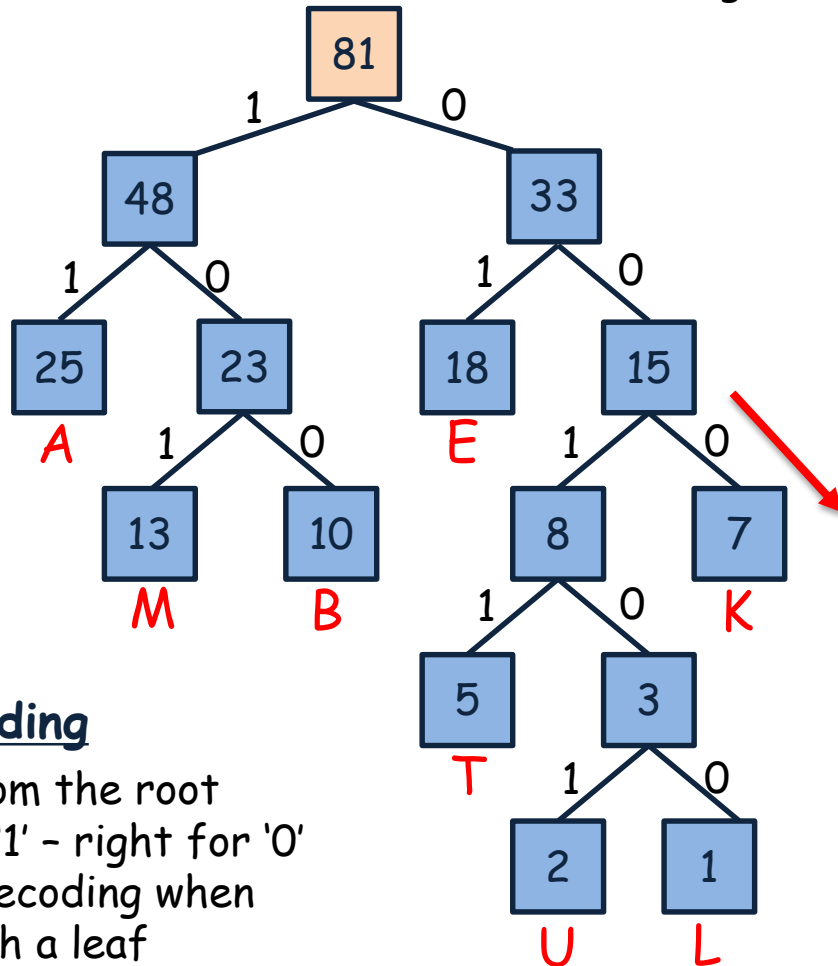 81
1 0
48 33
1 0 1 0
25 23 18 15
A E
1 0 1 0
13 10 8 7
M B K
1 0
5 3
T
1 0
2 1
U L
ding
om the root
'1' – right for '0'
ecoding when
h a leaf